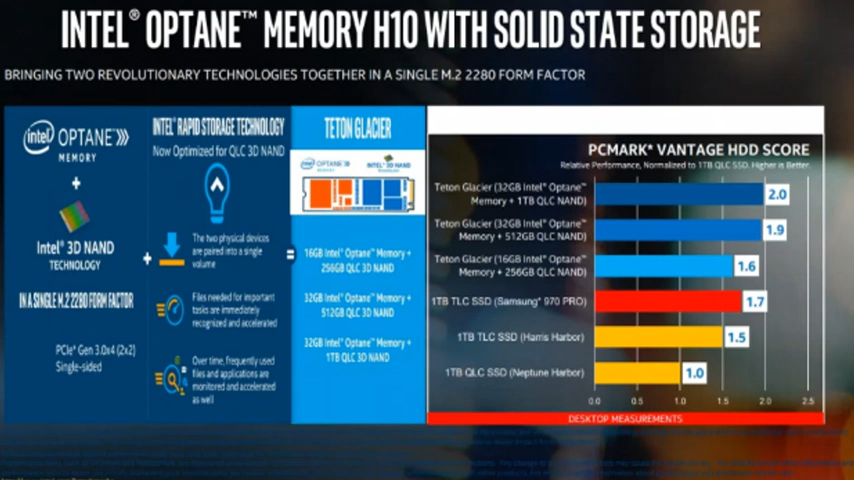 INTEL® OPTANE™ MEMORY H10 WITH SOLID STATE STORAGE
BRINGING TWO REVOLUTIONARY TECHNOLOGIES TOGETHER IN A SINGLE M.2 2280 FORM FACTOR
intel OPTANE
MEMORY
+
Intel® 3D NAND
TECHNOLOGY
IN A SINGLE M.2 2280 FORM FACTOR
PCIe® Gen 3.0x4 (2x2)
Single-sided
+
INTEL® RAPID STORAGE TECHNOLOGY
Now Optimized for QLC 3D NAND
The two physical devices
are paired into a single
volume
Files needed for important
tasks are immediately
recognized and accelerated
Over time, frequently used
files and applications are
monitored and accelerated
as well
=
TETON GLACIER
OPTANE
INTEL® 3D NAND
16GB Intel® Optane™ Memory +
256GB QLC 3D NAND
32GB Intel® Optane™ Memory +
512GB QLC 3D NAND
32GB Intel® Optane™ Memory +
1TB QLC 3D NAND
PCMARK* VANTAGE HDD SCORE
Relative Performance, Normalized to 1TB QLC SSD. Higher is Better.
Teton Glacier (32GB Intel® Optane™
Memory + 1TB QLC NAND)
2.0
Teton Glacier (32GB Intel® Optane™
Memory + 512GB QLC NAND)
1.9
Teton Glacier (16GB Intel® Optane™
Memory + 256GB QLC NAND)
1.6
1TB TLC SSD (Samsung* 970 PRO)
1.7
1TB TLC SSD (Harris Harbor)
1.5
1TB QLC SSD (Neptune Harbor)
1.0
0.0 0.5 1.0 1.5 2.0 2.5
DESKTOP MEASUREMENTS